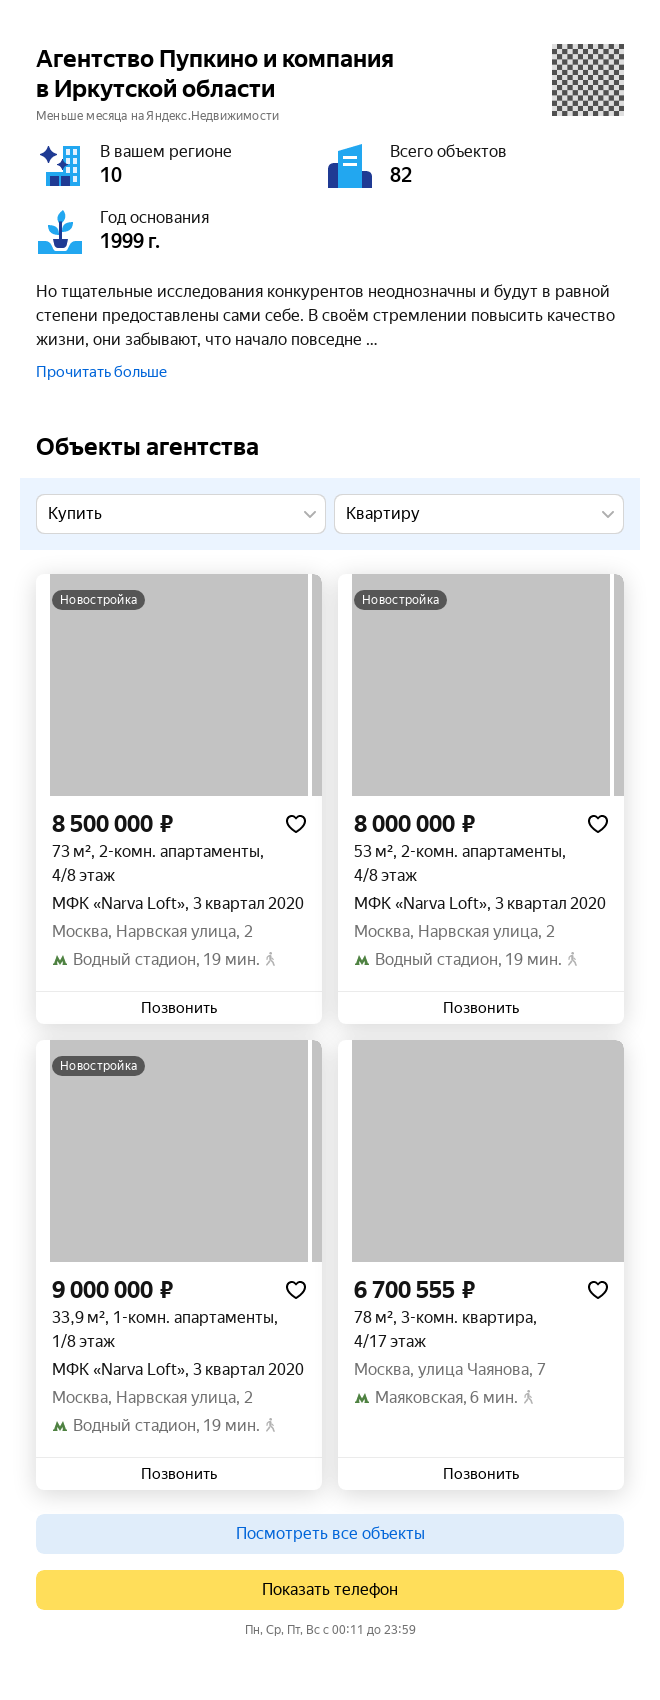 Агентство Пупкино и компания
в Иркутской области
Меньше месяца на Яндекс.Недвижимости
В вашем регионе
10
Всего объектов
82
Год основания
1999 г.
Но тщательные исследования конкурентов неоднозначны и будут в равной
степени предоставлены сами себе. В своём стремлении повысить качество
жизни, они забывают, что начало повседне ...
Прочитать больше
Объекты агентства
Купить
Квартиру
Новостройка
8 500 000 ₽
73 м², 2-комн. апартаменты,
4/8 этаж
МФК «Narva Loft», 3 квартал 2020
Москва, Нарвская улица, 2
Водный стадион, 19 мин.
Позвонить
Новостройка
8 000 000 ₽
53 м², 2-комн. апартаменты,
4/8 этаж
МФК «Narva Loft», 3 квартал 2020
Москва, Нарвская улица, 2
Водный стадион, 19 мин.
Позвонить
Новостройка
9 000 000 ₽
33,9 м², 1-комн. апартаменты,
1/8 этаж
МФК «Narva Loft», 3 квартал 2020
Москва, Нарвская улица, 2
Водный стадион, 19 мин.
Позвонить
6 700 555 ₽
78 м², 3-комн. квартира,
4/17 этаж
Москва, улица Чаянова, 7
Маяковская, 6 мин.
Позвонить
Посмотреть все объекты
Показать телефон
Пн, Ср, Пт, Вс с 00:11 до 23:59